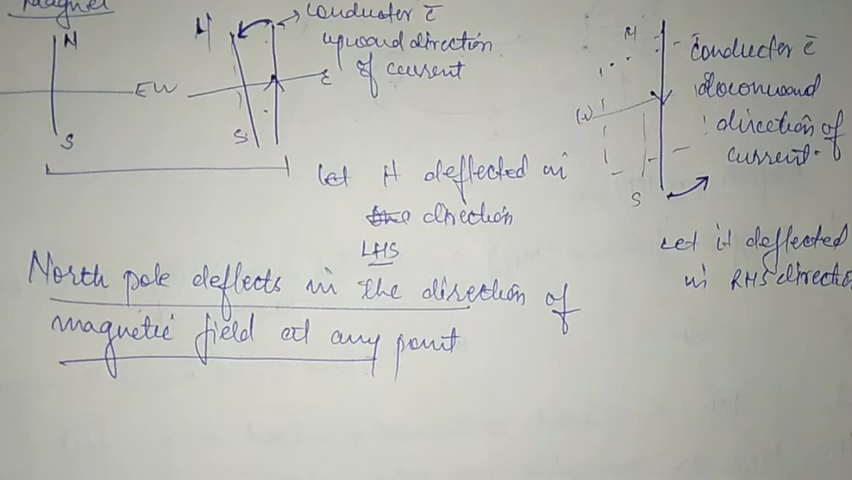 Magnet
N
S
E W
N
S
E
conductor c̄
upward direction
of current
Let it deflected in
direction
LHS
N
(W)
S
conductor c̄
downward
direction of
current.
Let it deflected
in RHS directio
North pole deflects in the direction of
magnetic field at any point